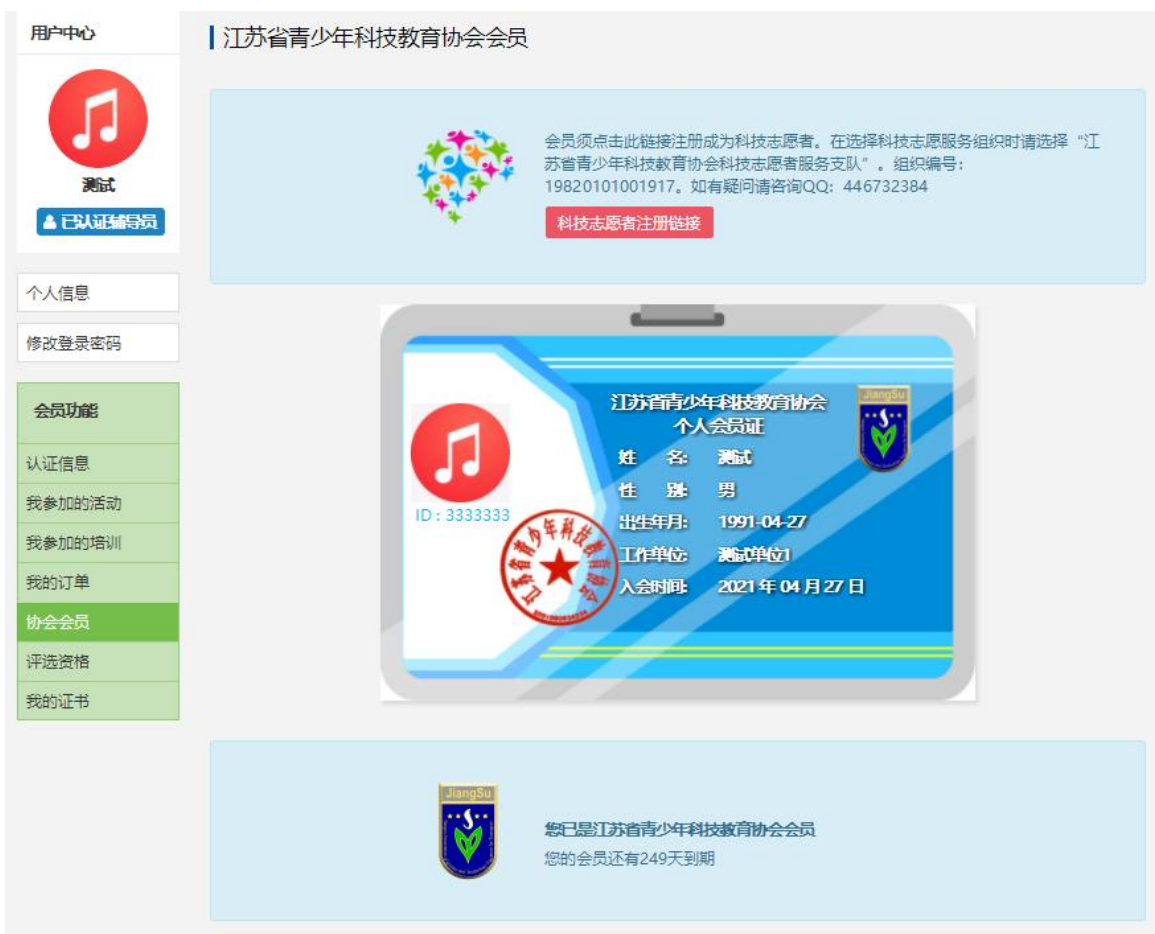 用户中心
测试
已认证辅导员
个人信息
修改登录密码
会员功能
认证信息
我参加的活动
我参加的培训
我的订单
协会会员
评选资格
我的证书
江苏省青少年科技教育协会会员
会员须点击此链接注册成为科技志愿者。在选择科技志愿服务组织时请选择“江
苏省青少年科技教育协会科技志愿者服务支队”。组织编号：
19820101001917。如有疑问请咨询QQ：446732384
科技志愿者注册链接
江苏省青少年科技教育协会
个人会员证
JiangSu
ID：3333333
姓 名: 测试
性 别: 男
出生年月: 1991-04-27
工作单位: 测试单位1
入会时间: 2021 年 04 月 27 日
江苏省青少年科技教育协会
JiangSu
您已是江苏省青少年科技教育协会会员
您的会员还有249天到期